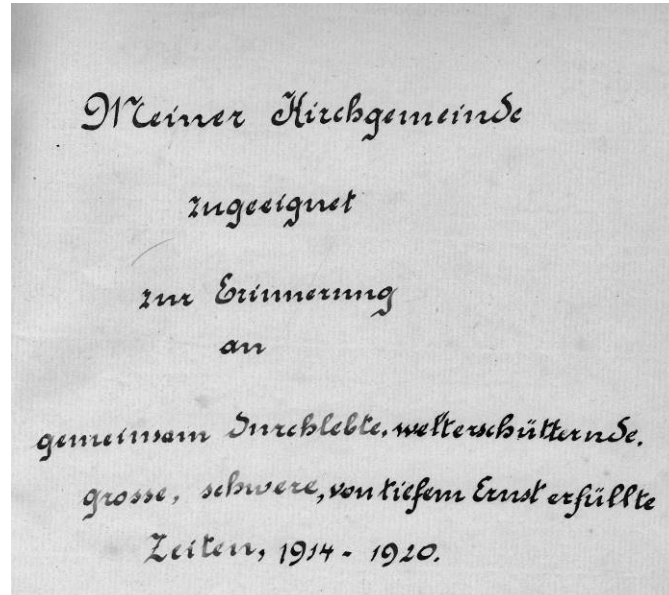 Meiner Kirchgemeinde
zugeeignet
zur Erinnerung
an
gemeinsam durchlebte, welterschütternde,
grosse, schwere, von tiefem Ernst erfüllte
Zeiten, 1914 - 1920.